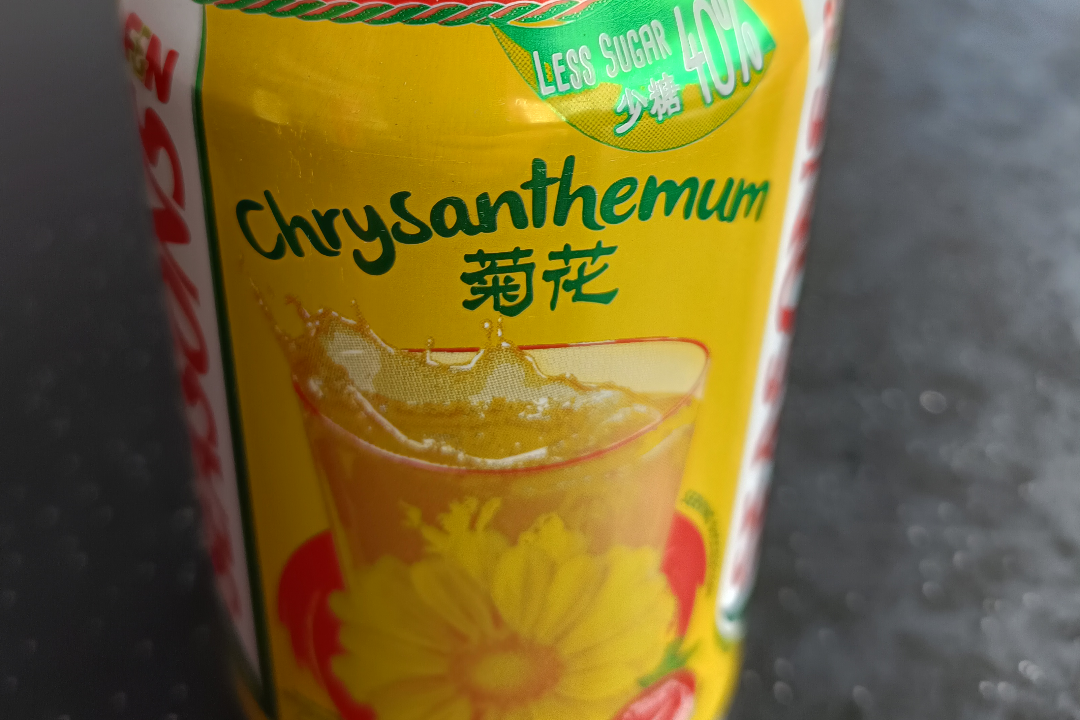 LESS SUGAR 40%
少糖
Chrysanthemum
菊花